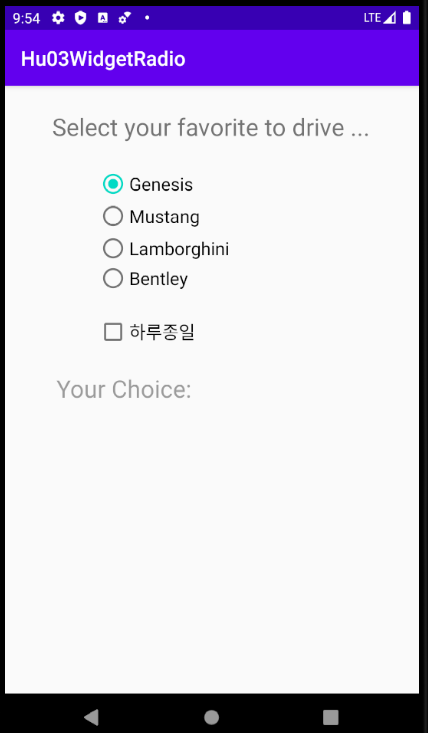 9:54 LTE
Hu03WidgetRadio
Select your favorite to drive ...
Genesis
Mustang
Lamborghini
Bentley
하루종일
Your Choice: